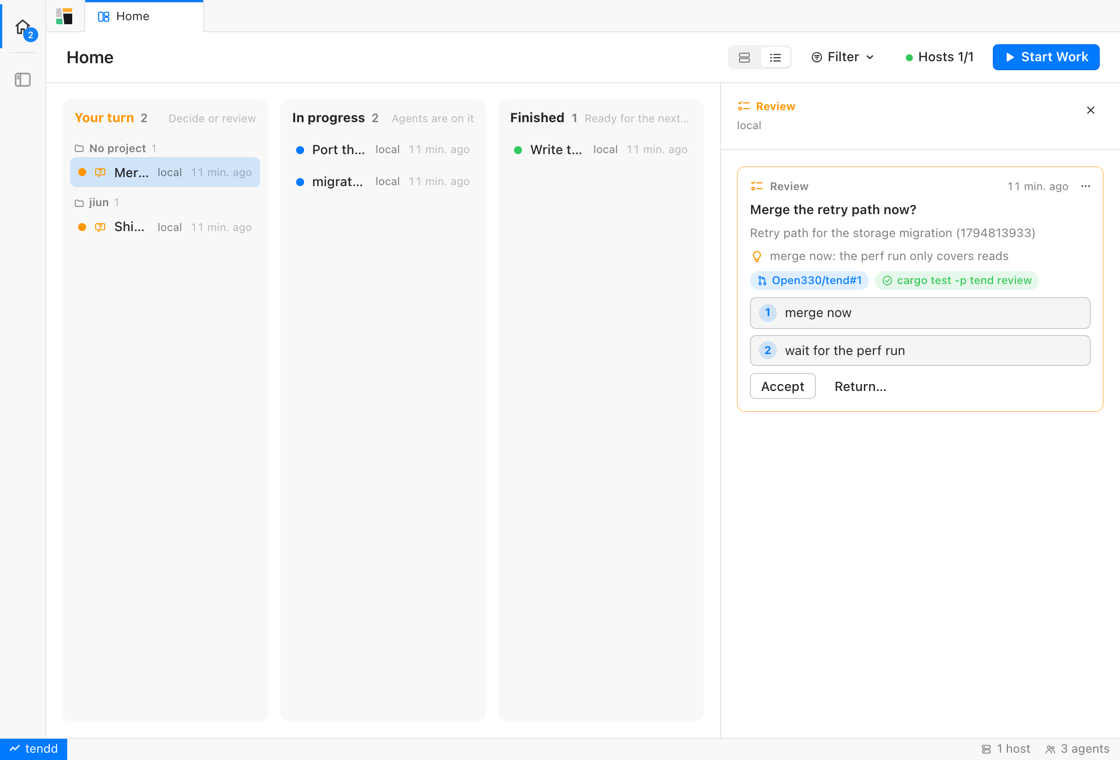 2
Home
Home
Filter
Hosts 1/1
Start Work
Your turn 2 Decide or review
No project 1
Mer... local 11 min. ago
jiun 1
Shi... local 11 min. ago
In progress 2 Agents are on it
Port th... local 11 min. ago
migrat... local 11 min. ago
Finished 1 Ready for the next...
Write t... local 11 min. ago
Review
local
Review 11 min. ago
Merge the retry path now?
Retry path for the storage migration (1794813933)
merge now: the perf run only covers reads
Open330/tend#1 cargo test -p tend review
1 merge now
2 wait for the perf run
Accept Return...
tendd
1 host 3 agents